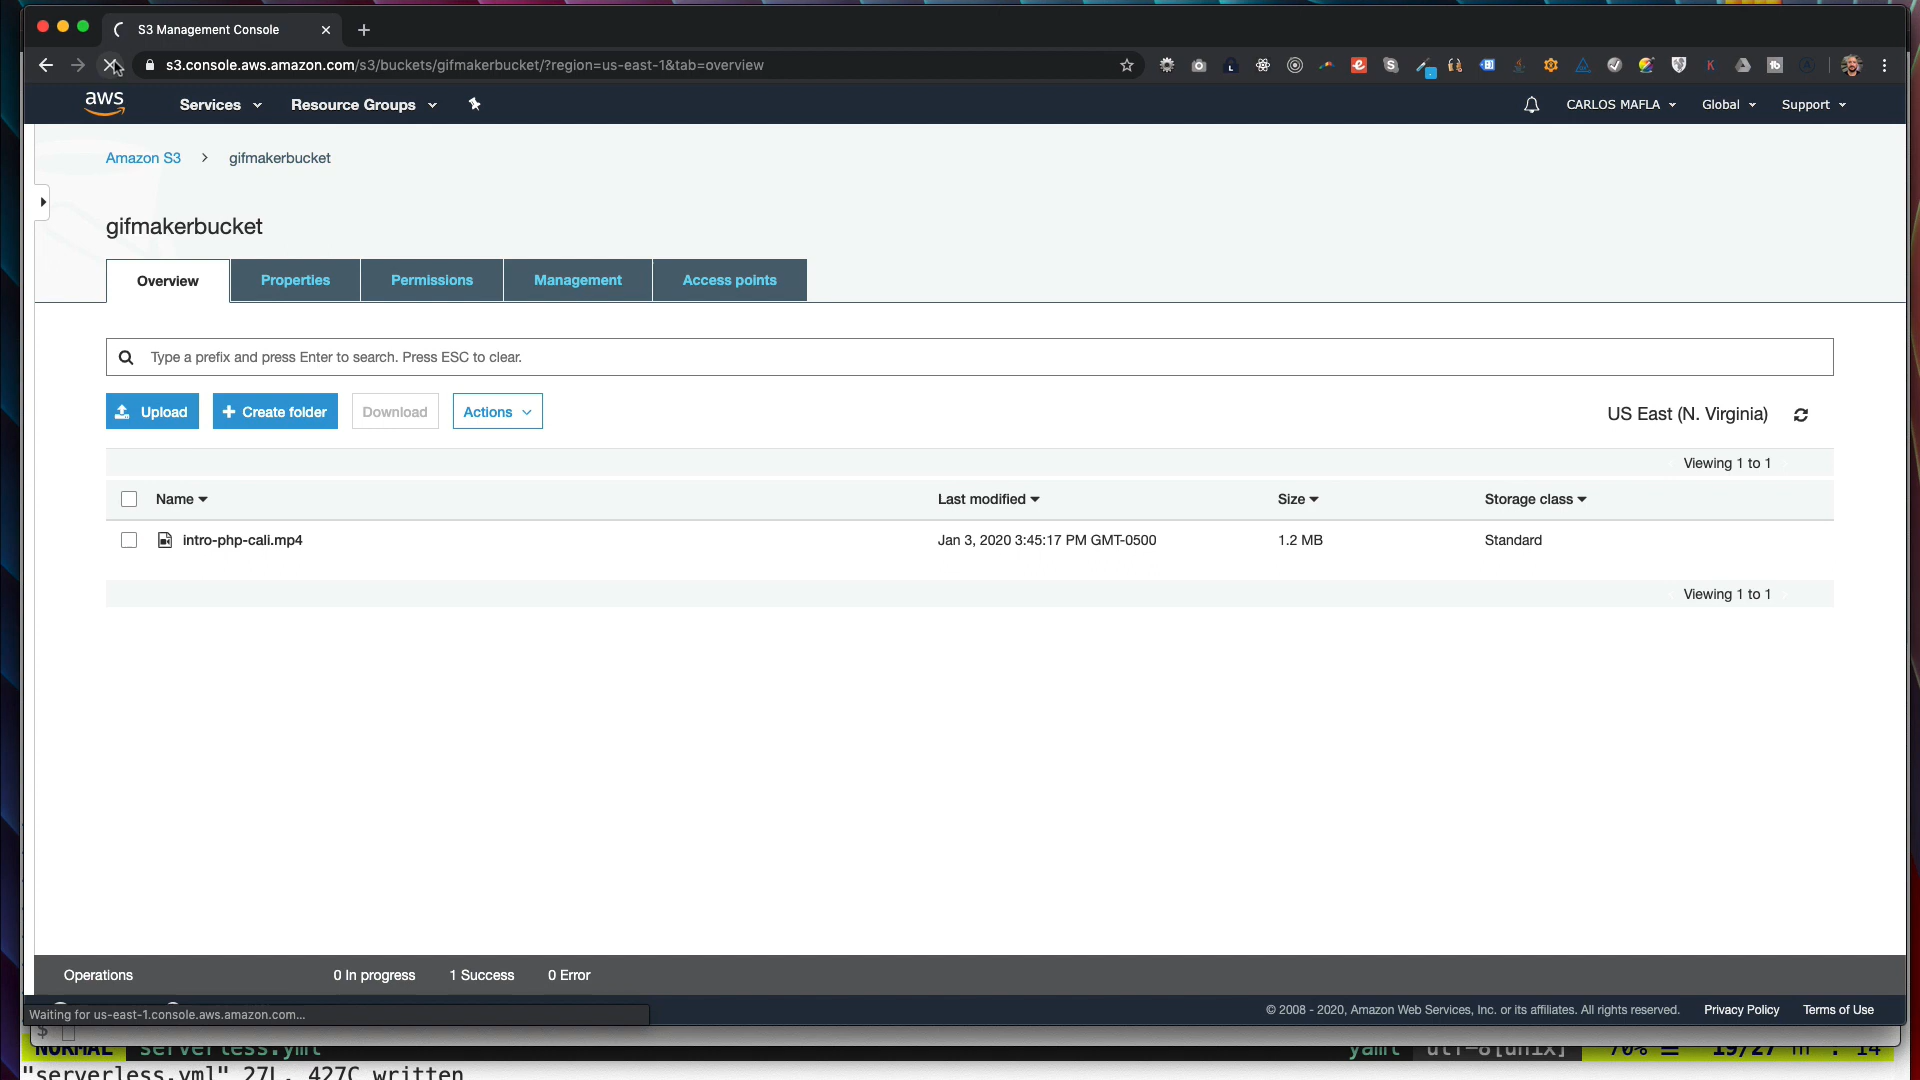 S3 Management Console
s3.console.aws.amazon.com/s3/buckets/gifmakerbucket/?region=us-east-1&tab=overview
aws Services Resource Groups CARLOS MAFLA Global Support
Amazon S3 > gifmakerbucket
gifmakerbucket
Overview Properties Permissions Management Access points
Type a prefix and press Enter to search. Press ESC to clear.
Upload Create folder Download Actions US East (N. Virginia)
Viewing 1 to 1
Name Last modified Size Storage class
intro-php-cali.mp4 Jan 3, 2020 3:45:17 PM GMT-0500 1.2 MB Standard
Viewing 1 to 1
Operations 0 In progress 1 Success 0 Error
© 2008 - 2020, Amazon Web Services, Inc. or its affiliates. All rights reserved. Privacy Policy Terms of Use
Waiting for us-east-1.console.aws.amazon.com...
$
NORMAL serverless.yml yaml utf-8[unix] 70% ☰ 19/27 : 14
"serverless.yml" 27L, 427C written